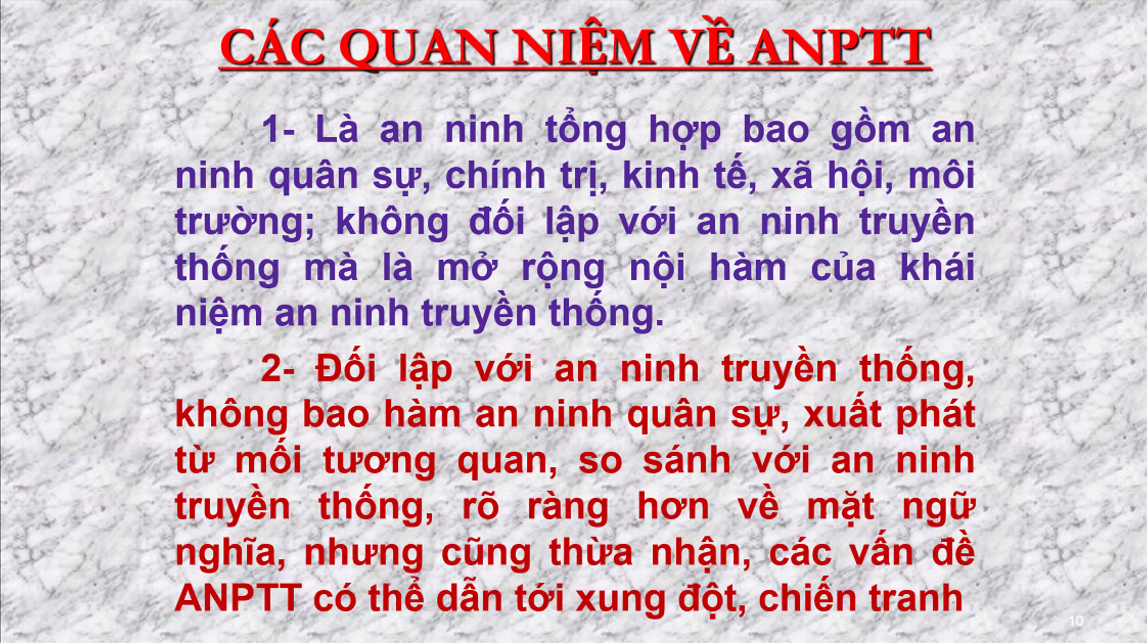 CÁC QUAN NIỆM VỀ ANPTT
1- Là an ninh tổng hợp bao gồm an
ninh quân sự, chính trị, kinh tế, xã hội, môi
trường; không đối lập với an ninh truyền
thống mà là mở rộng nội hàm của khái
niệm an ninh truyền thống.
2- Đối lập với an ninh truyền thống,
không bao hàm an ninh quân sự, xuất phát
từ mối tương quan, so sánh với an ninh
truyền thống, rõ ràng hơn về mặt ngữ
nghĩa, nhưng cũng thừa nhận, các vấn đề
ANPTT có thể dẫn tới xung đột, chiến tranh
10